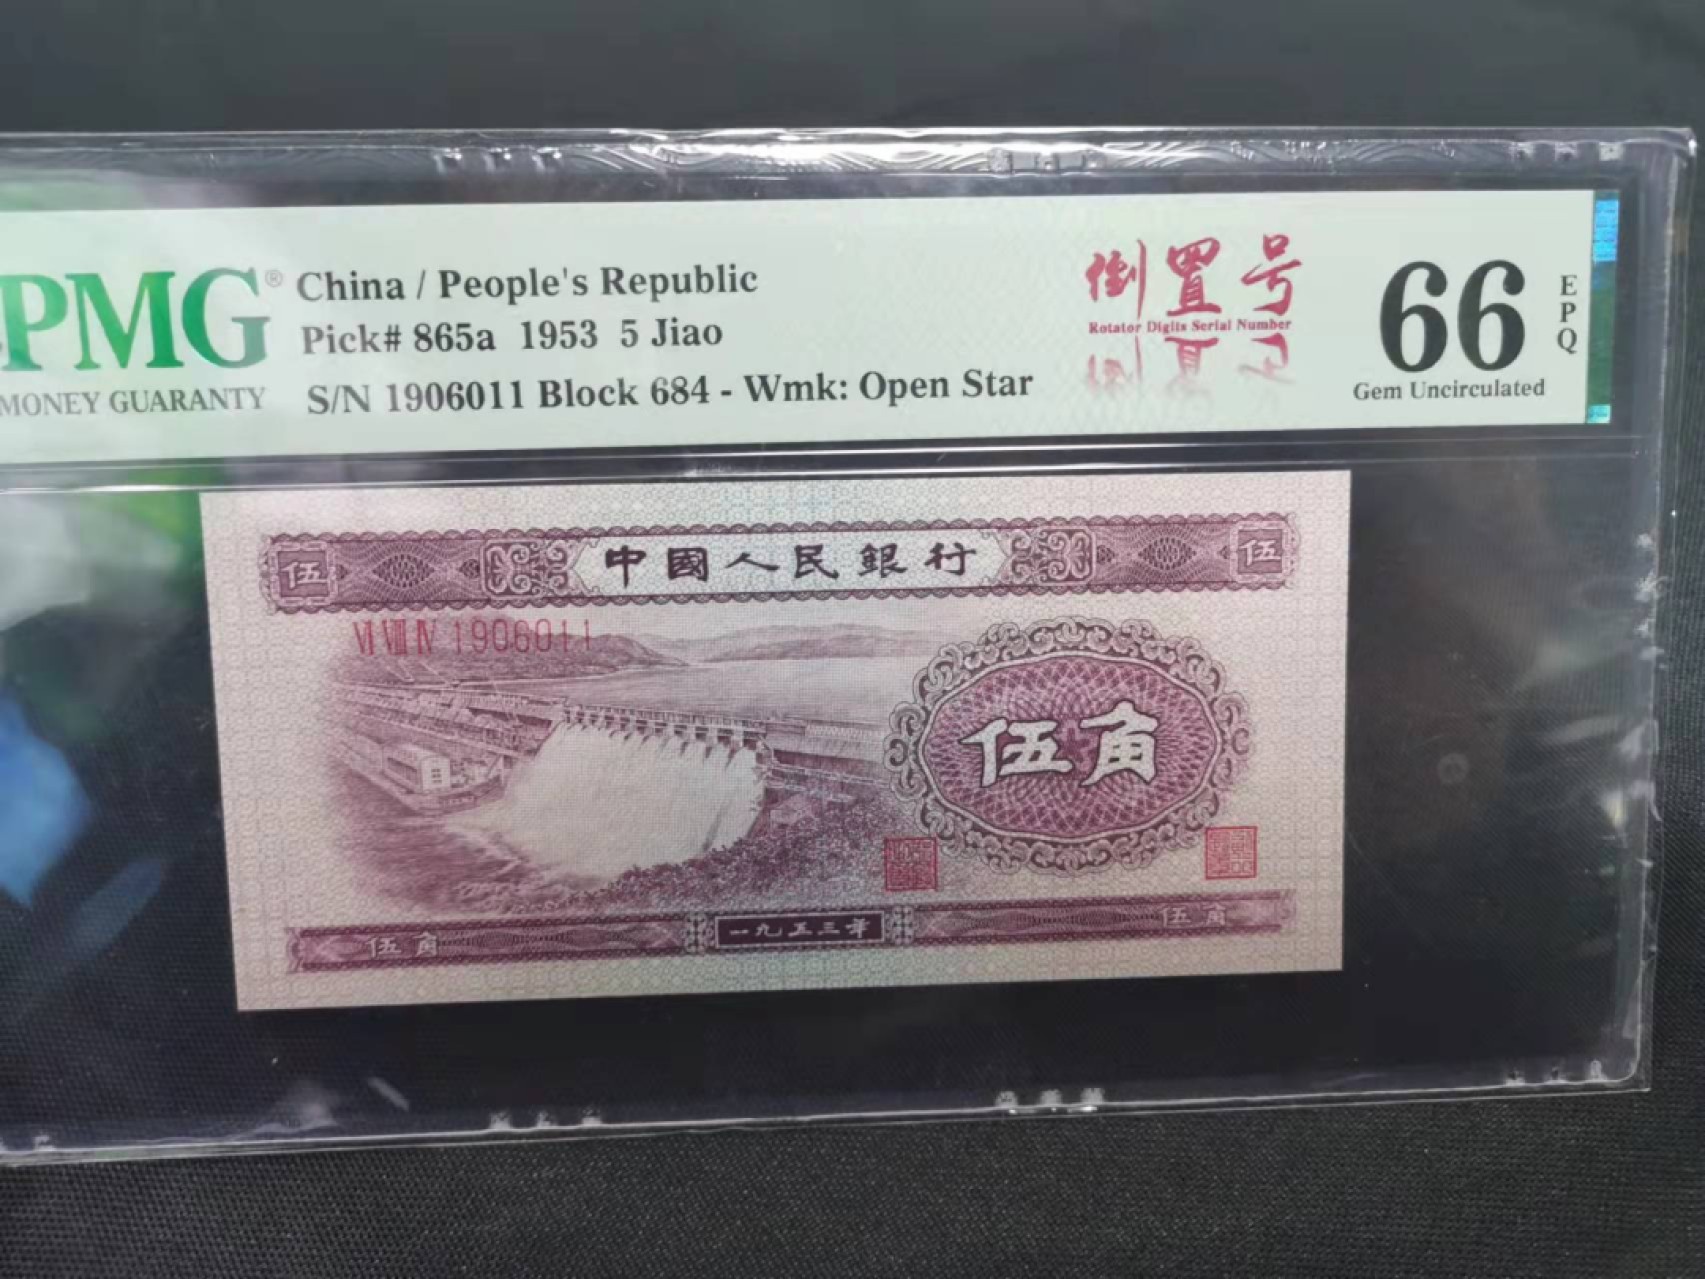 PMG®
MONEY GUARANTY
China / People's Republic
Pick# 865a 1953 5 Jiao
S/N 1906011 Block 684 - Wmk: Open Star
倒置号
Rotator Digits Serial Number
66
EPQ
Gem Uncirculated
伍 中國人民銀行 伍
VI VIII IV 1906011
伍角
伍角 一九五三年 伍角